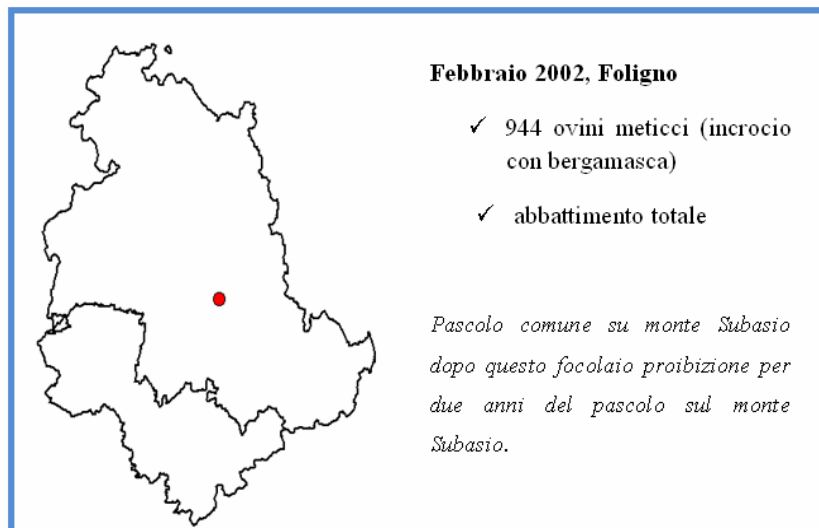 Febbraio 2002, Foligno
✓ 944 ovini meticci (incrocio
con bergamasca)
✓ abbattimento totale
Pascolo comune su monte Subasio
dopo questo focolaio proibizione per
due anni del pascolo sul monte
Subasio.